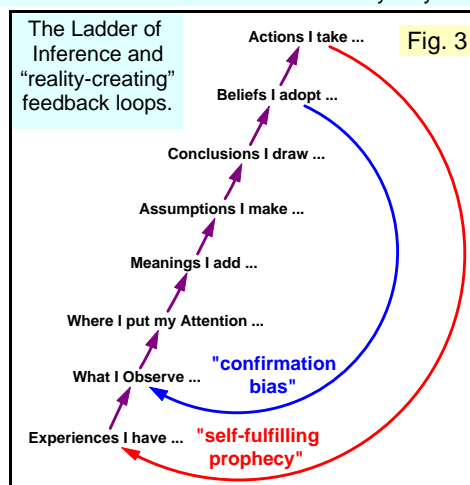 The Ladder of
Inference and
“reality-creating”
feedback loops.
Fig. 3
Actions I take ...
Beliefs I adopt ...
Conclusions I draw ...
Assumptions I make ...
Meanings I add ...
Where I put my Attention ...
What I Observe ...
"confirmation
bias"
Experiences I have ...
"self-fulfilling
prophecy"